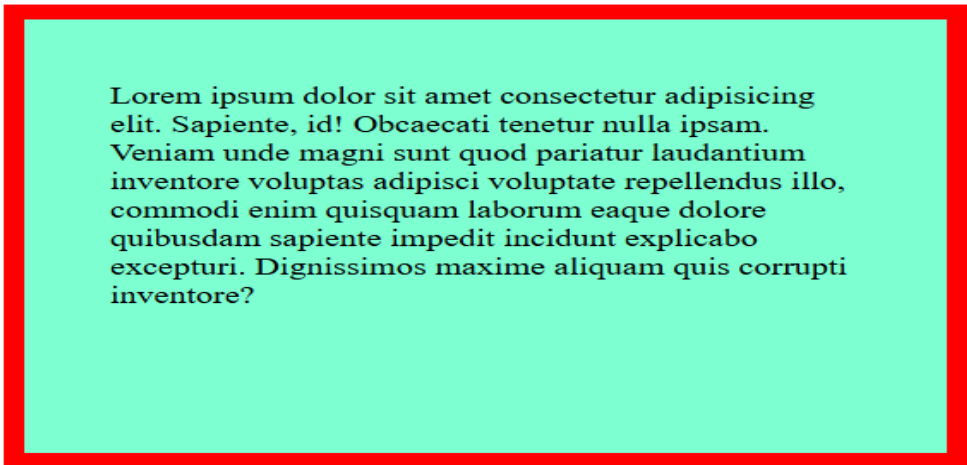 Lorem ipsum dolor sit amet consectetur adipisicing
elit. Sapiente, id! Obcaecati tenetur nulla ipsam.
Veniam unde magni sunt quod pariatur laudantium
inventore voluptas adipisci voluptate repellendus illo,
commodi enim quisquam laborum eaque dolore
quibusdam sapiente impedit incidunt explicabo
excepturi. Dignissimos maxime aliquam quis corrupti
inventore?